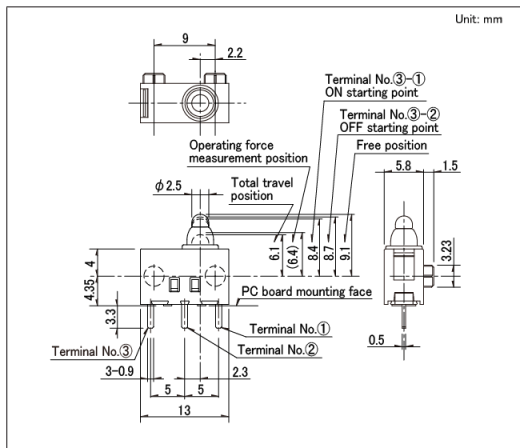 Unit: mm
9
2.2
Terminal No.③-①
ON starting point
Terminal No.③-②
OFF starting point
Operating force
measurement position
Free position
φ2.5
Total travel
position
5.8
1.5
6.1
(6.4)
8.4
8.7
9.1
3.23
4
4.35
3.3
PC board mounting face
Terminal No.①
Terminal No.②
Terminal No.③
0.5
3-0.9
2.3
5
5
13